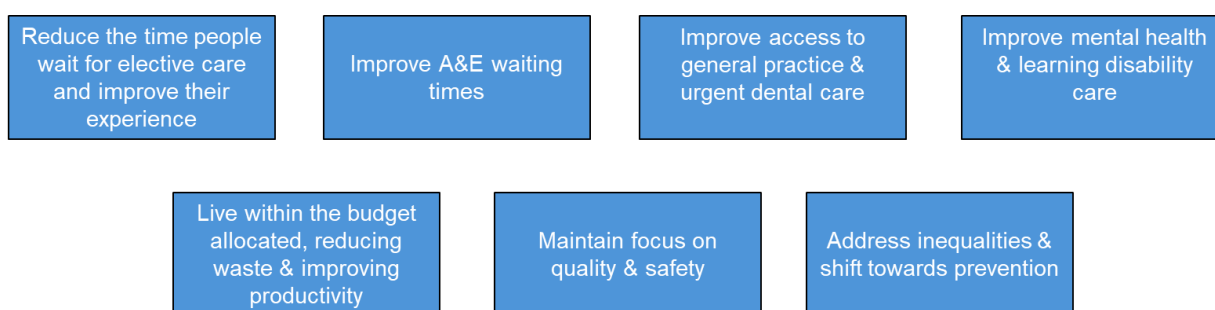 Reduce the time people
wait for elective care
and improve their
experience
Improve A&E waiting
times
Improve access to
general practice &
urgent dental care
Improve mental health
& learning disability
care
Live within the budget
allocated, reducing
waste & improving
productivity
Maintain focus on
quality & safety
Address inequalities &
shift towards prevention